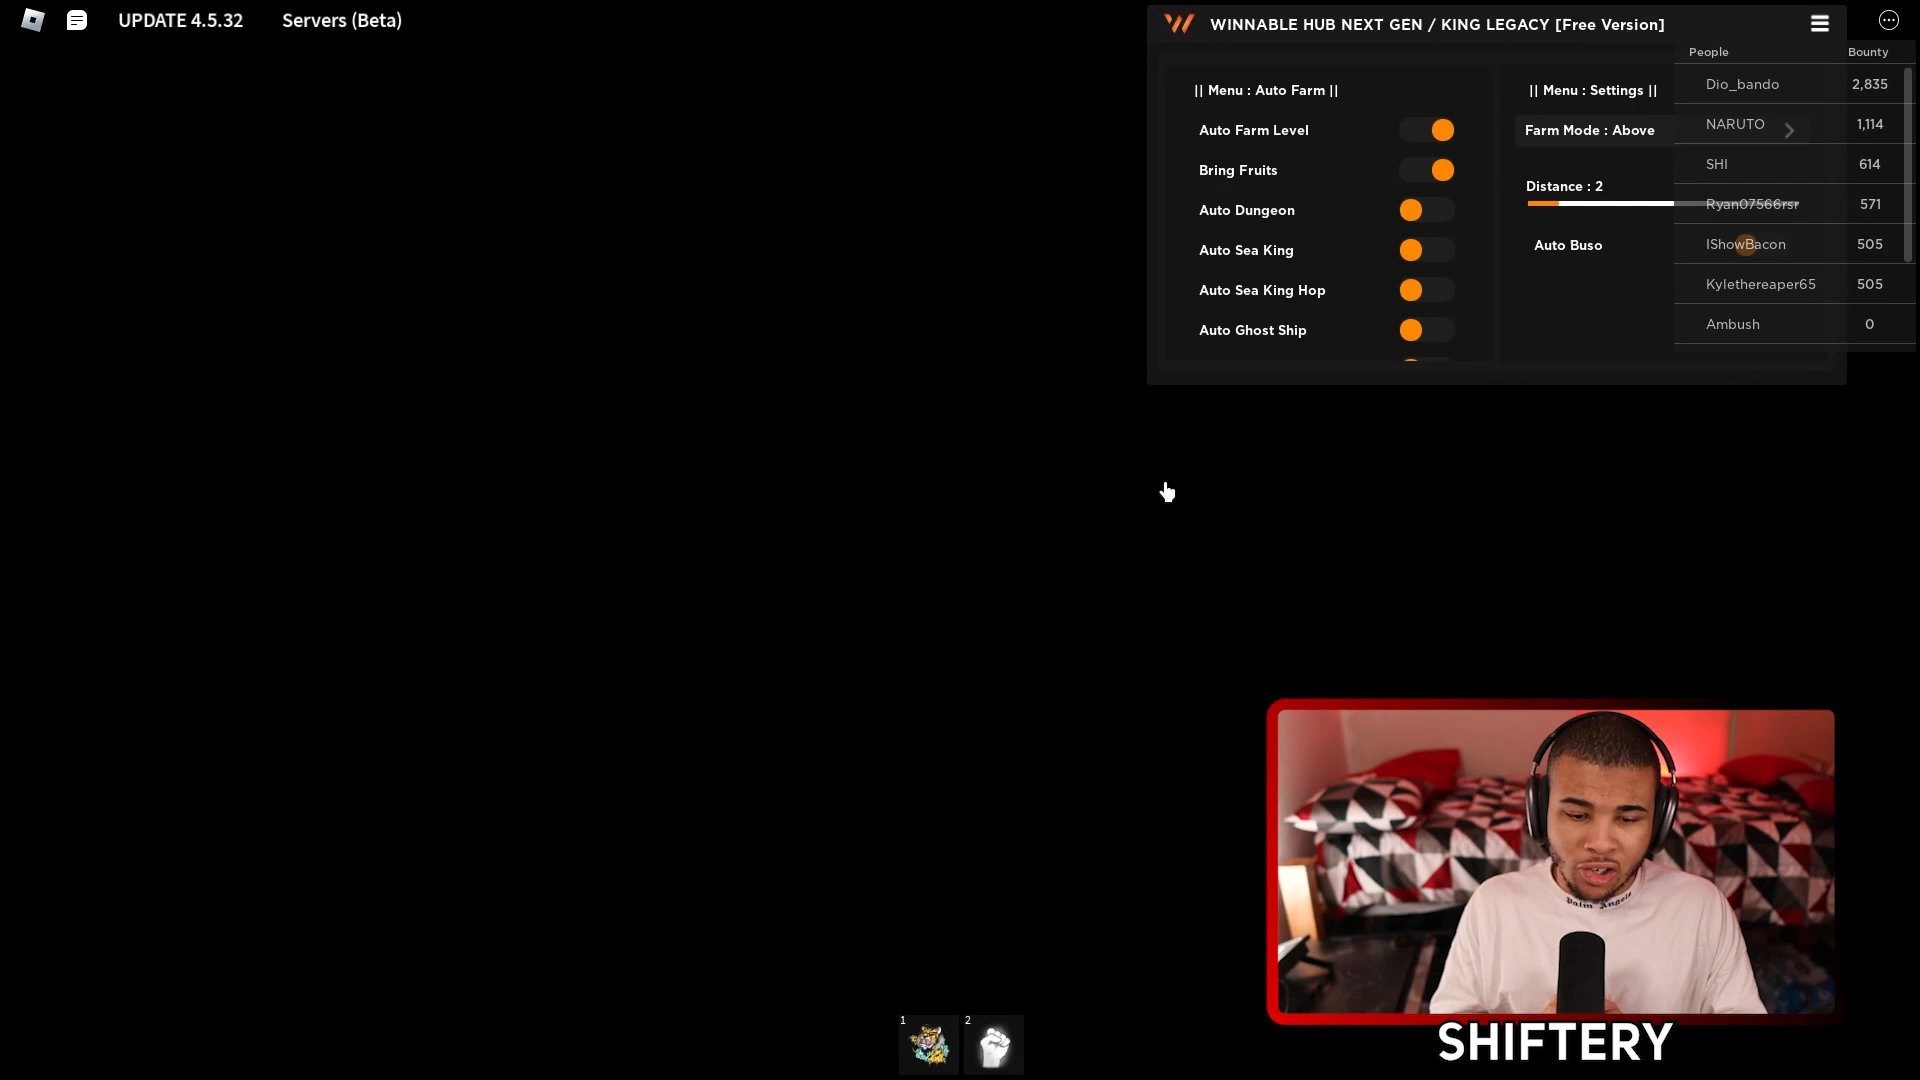 UPDATE 4.5.32
Servers (Beta)
WINNABLE HUB NEXT GEN / KING LEGACY [Free Version]
People Bounty
|| Menu : Auto Farm ||
Auto Farm Level
Bring Fruits
Auto Dungeon
Auto Sea King
Auto Sea King Hop
Auto Ghost Ship
|| Menu : Settings ||
Farm Mode : Above
Distance : 2
Auto Buso
Dio_bando 2,835
NARUTO 1,114
SHI 614
Ryan07566rsr 571
IShowBacon 505
Kylethereaper65 505
Ambush 0
Palm Angels
1
2
SHIFTERY